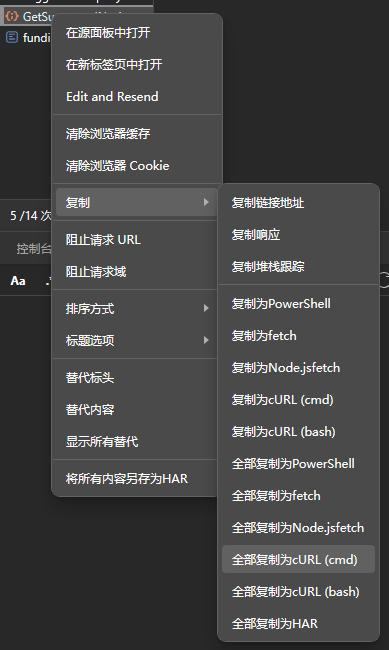 GetSu
在源面板中打开
fundi
在新标签页中打开
Edit and Resend
清除浏览器缓存
清除浏览器 Cookie
复制
复制链接地址
5 /14 次
阻止请求 URL
复制响应
控制台
阻止请求域
复制堆栈跟踪
Aa
.*
排序方式
复制为PowerShell
标题选项
复制为fetch
替代标头
复制为Node.jsfetch
替代内容
复制为cURL (cmd)
显示所有替代
复制为cURL (bash)
将所有内容另存为HAR
全部复制为PowerShell
全部复制为fetch
全部复制为Node.jsfetch
全部复制为cURL (cmd)
全部复制为cURL (bash)
全部复制为HAR